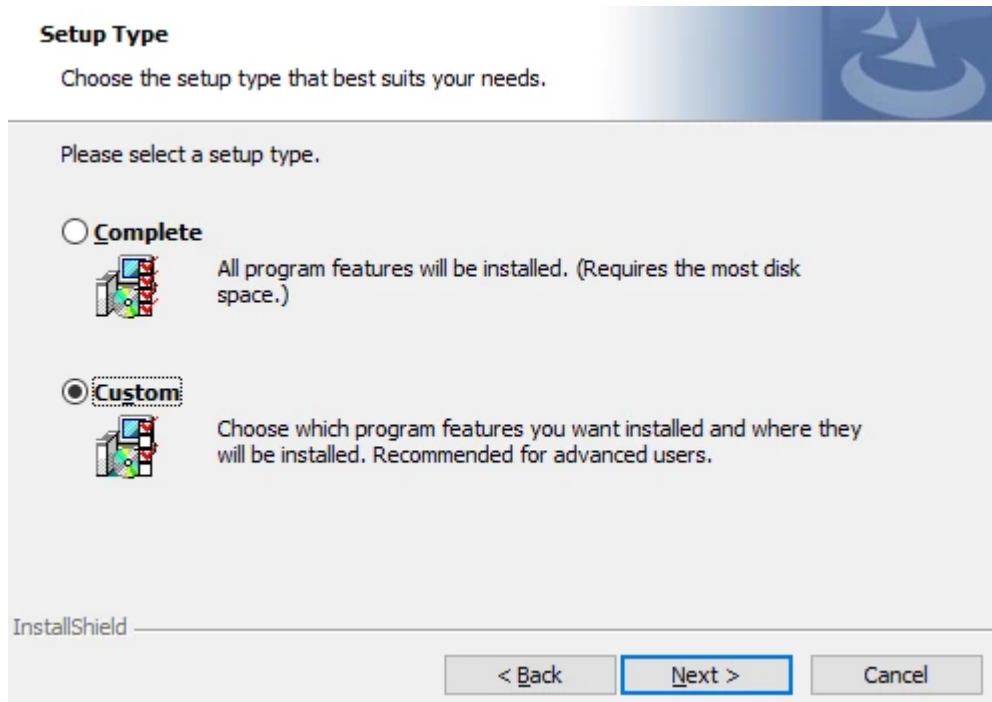 Setup Type
Choose the setup type that best suits your needs.
Please select a setup type.
Complete
All program features will be installed. (Requires the most disk
space.)
Custom
Choose which program features you want installed and where they
will be installed. Recommended for advanced users.
InstallShield
< Back
Next >
Cancel